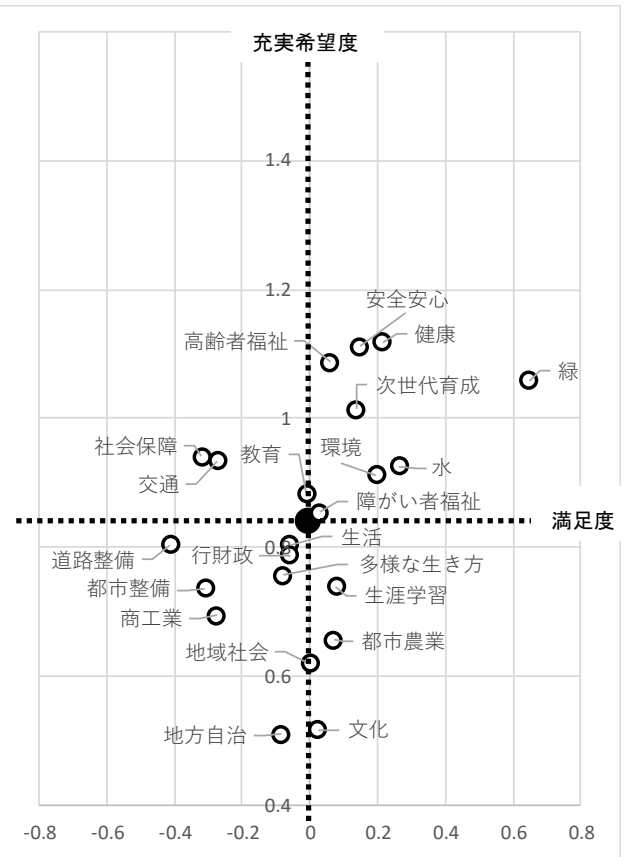 充実希望度
1.4
1.2
安全安心
高齢者福祉
健康
緑
次世代育成
1
社会保障
教育
環境
水
交通
障がい者福祉
満足度
0.8
生活
道路整備
行財政
多様な生き方
都市整備
生涯学習
商工業
都市農業
地域社会
0.6
地方自治
文化
0.4
-0.8 -0.6 -0.4 -0.2 0 0.2 0.4 0.6 0.8